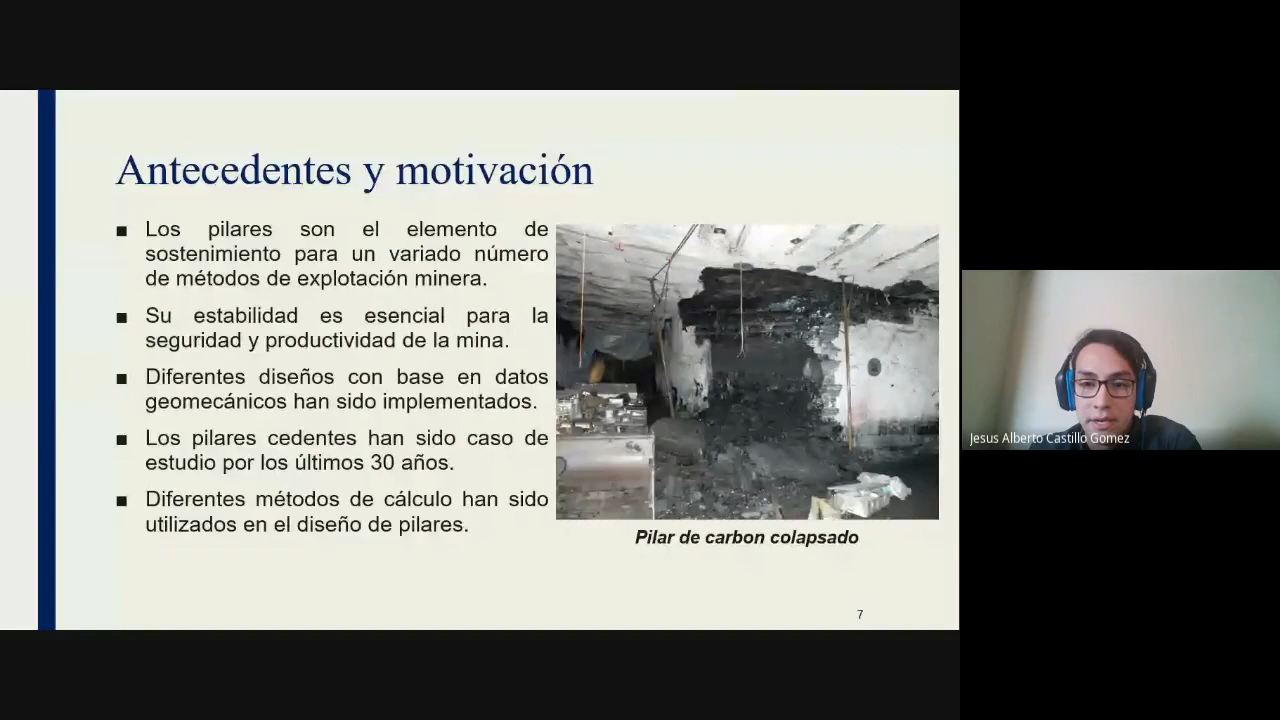 Antecedentes y motivación
■ Los pilares son el elemento de
sostenimiento para un variado número
de métodos de explotación minera.
■ Su estabilidad es esencial para la
seguridad y productividad de la mina.
■ Diferentes diseños con base en datos
geomecánicos han sido implementados.
■ Los pilares cedentes han sido caso de
estudio por los últimos 30 años.
■ Diferentes métodos de cálculo han sido
utilizados en el diseño de pilares.
Pilar de carbon colapsado
7
Jesus Alberto Castillo Gomez